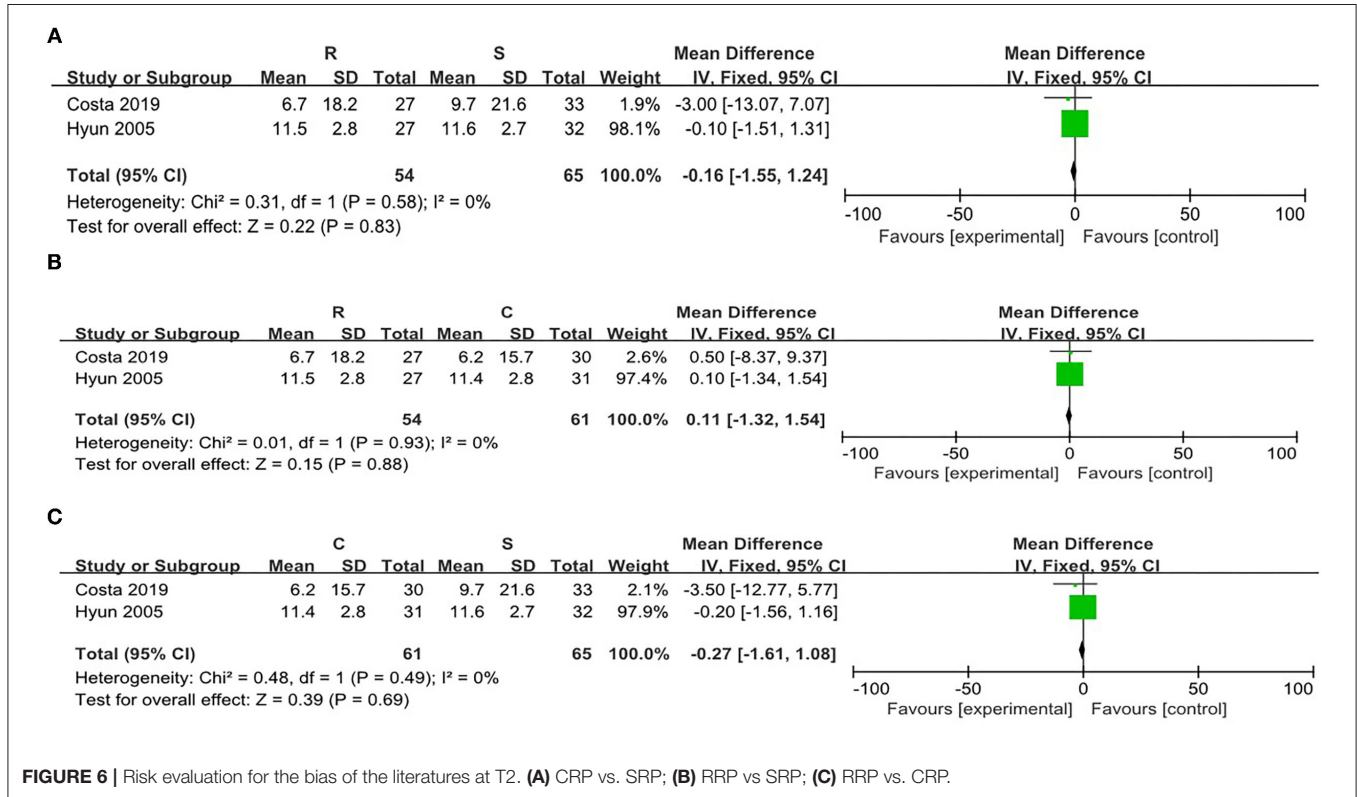 A
R S Mean Difference Mean Difference
Study or Subgroup Mean SD Total Mean SD Total Weight IV, Fixed, 95% CI IV, Fixed, 95% CI
Costa 2019 6.7 18.2 27 9.7 21.6 33 1.9% -3.00 [-13.07, 7.07]
Hyun 2005 11.5 2.8 27 11.6 2.7 32 98.1% -0.10 [-1.51, 1.31]
Total (95% CI) 54 65 100.0% -0.16 [-1.55, 1.24]
Heterogeneity: Chi² = 0.31, df = 1 (P = 0.58); I² = 0%
Test for overall effect: Z = 0.22 (P = 0.83)
-100 -50 0 50 100
Favours [experimental] Favours [control]
B
R C Mean Difference Mean Difference
Study or Subgroup Mean SD Total Mean SD Total Weight IV, Fixed, 95% CI IV, Fixed, 95% CI
Costa 2019 6.7 18.2 27 6.2 15.7 30 2.6% 0.50 [-8.37, 9.37]
Hyun 2005 11.5 2.8 27 11.4 2.8 31 97.4% 0.10 [-1.34, 1.54]
Total (95% CI) 54 61 100.0% 0.11 [-1.32, 1.54]
Heterogeneity: Chi² = 0.01, df = 1 (P = 0.93); I² = 0%
Test for overall effect: Z = 0.15 (P = 0.88)
-100 -50 0 50 100
Favours [experimental] Favours [control]
C
C S Mean Difference Mean Difference
Study or Subgroup Mean SD Total Mean SD Total Weight IV, Fixed, 95% CI IV, Fixed, 95% CI
Costa 2019 6.2 15.7 30 9.7 21.6 33 2.1% -3.50 [-12.77, 5.77]
Hyun 2005 11.4 2.8 31 11.6 2.7 32 97.9% -0.20 [-1.56, 1.16]
Total (95% CI) 61 65 100.0% -0.27 [-1.61, 1.08]
Heterogeneity: Chi² = 0.48, df = 1 (P = 0.49); I² = 0%
Test for overall effect: Z = 0.39 (P = 0.69)
-100 -50 0 50 100
Favours [experimental] Favours [control]
FIGURE 6 | Risk evaluation for the bias of the literatures at T2. (A) CRP vs. SRP; (B) RRP vs SRP; (C) RRP vs. CRP.